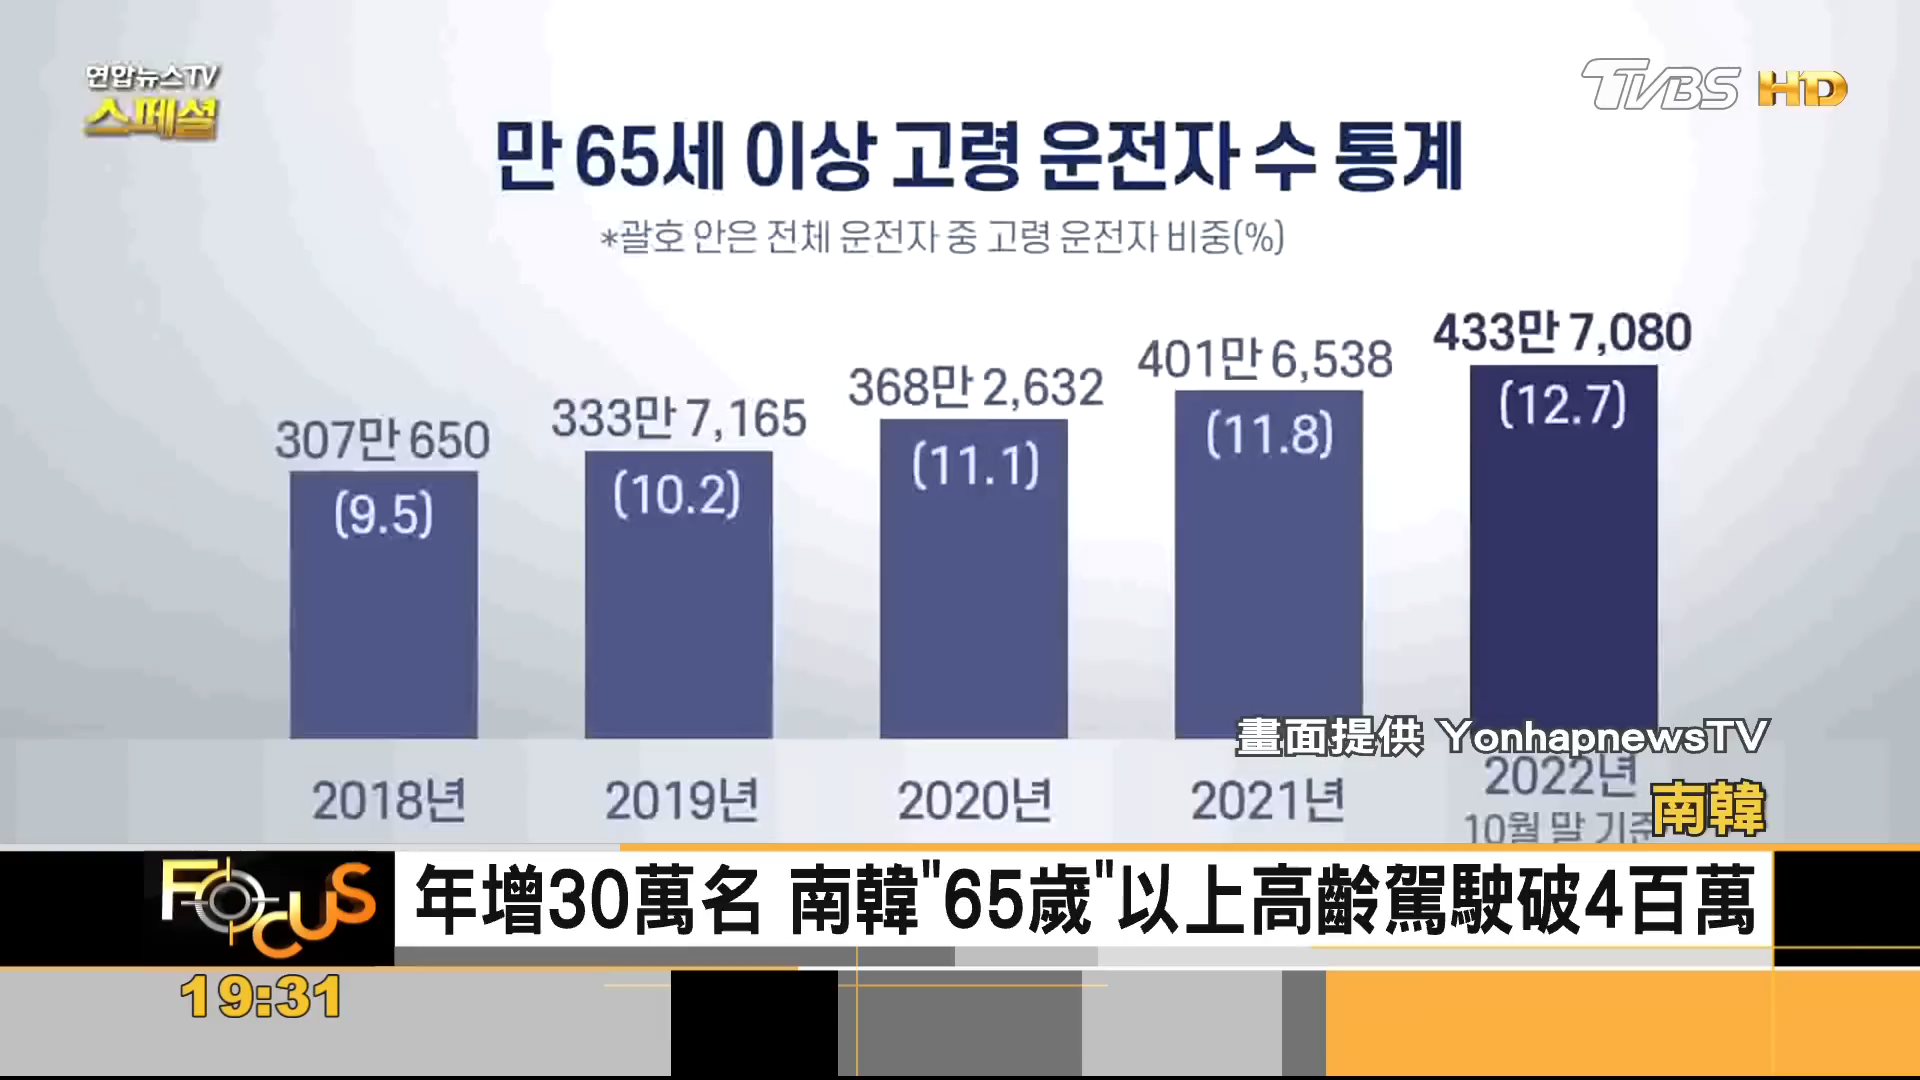 연합뉴스TV
스페셜
TVBS HD
만 65세 이상 고령 운전자 수 통계
*괄호 안은 전체 운전자 중 고령 운전자 비중(%)
307만 650
333만 7,165
368만 2,632
401만 6,538
433만 7,080
(9.5)
(10.2)
(11.1)
(11.8)
(12.7)
畫面提供 YonhapnewsTV
2018년
2019년
2020년
2021년
2022년
10월 말 기준
南韓
FOCUS
年增30萬名 南韓"65歲"以上高齡駕駛破4百萬
19:31